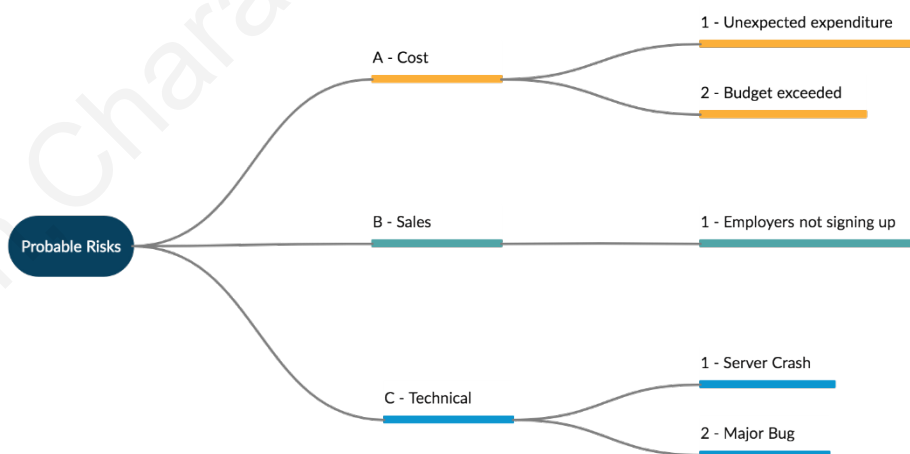 Probable Risks
A - Cost
1 - Unexpected expenditure
2 - Budget exceeded
B - Sales
1 - Employers not signing up
C - Technical
1 - Server Crash
2 - Major Bug